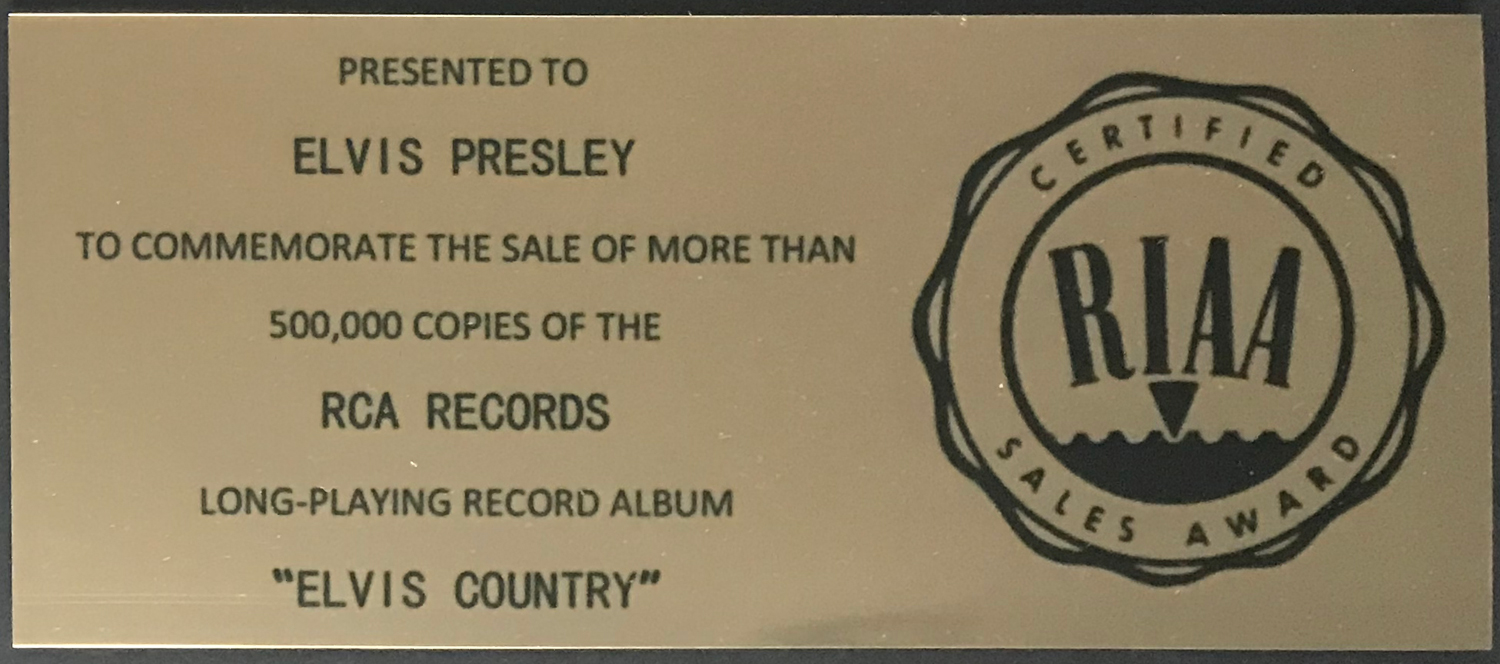 PRESENTED TO
ELVIS PRESLEY
TO COMMEMORATE THE SALE OF MORE THAN
500,000 COPIES OF THE
RCA RECORDS
LONG-PLAYING RECORD ALBUM
"ELVIS COUNTRY"
CERTIFIED
RIAA
SALES AWARD